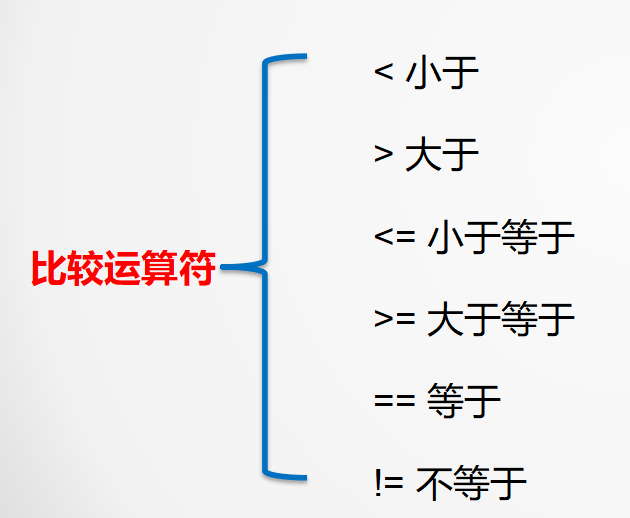 < 小于
> 大于
<= 小于等于
比较运算符
>= 大于等于
== 等于
!= 不等于